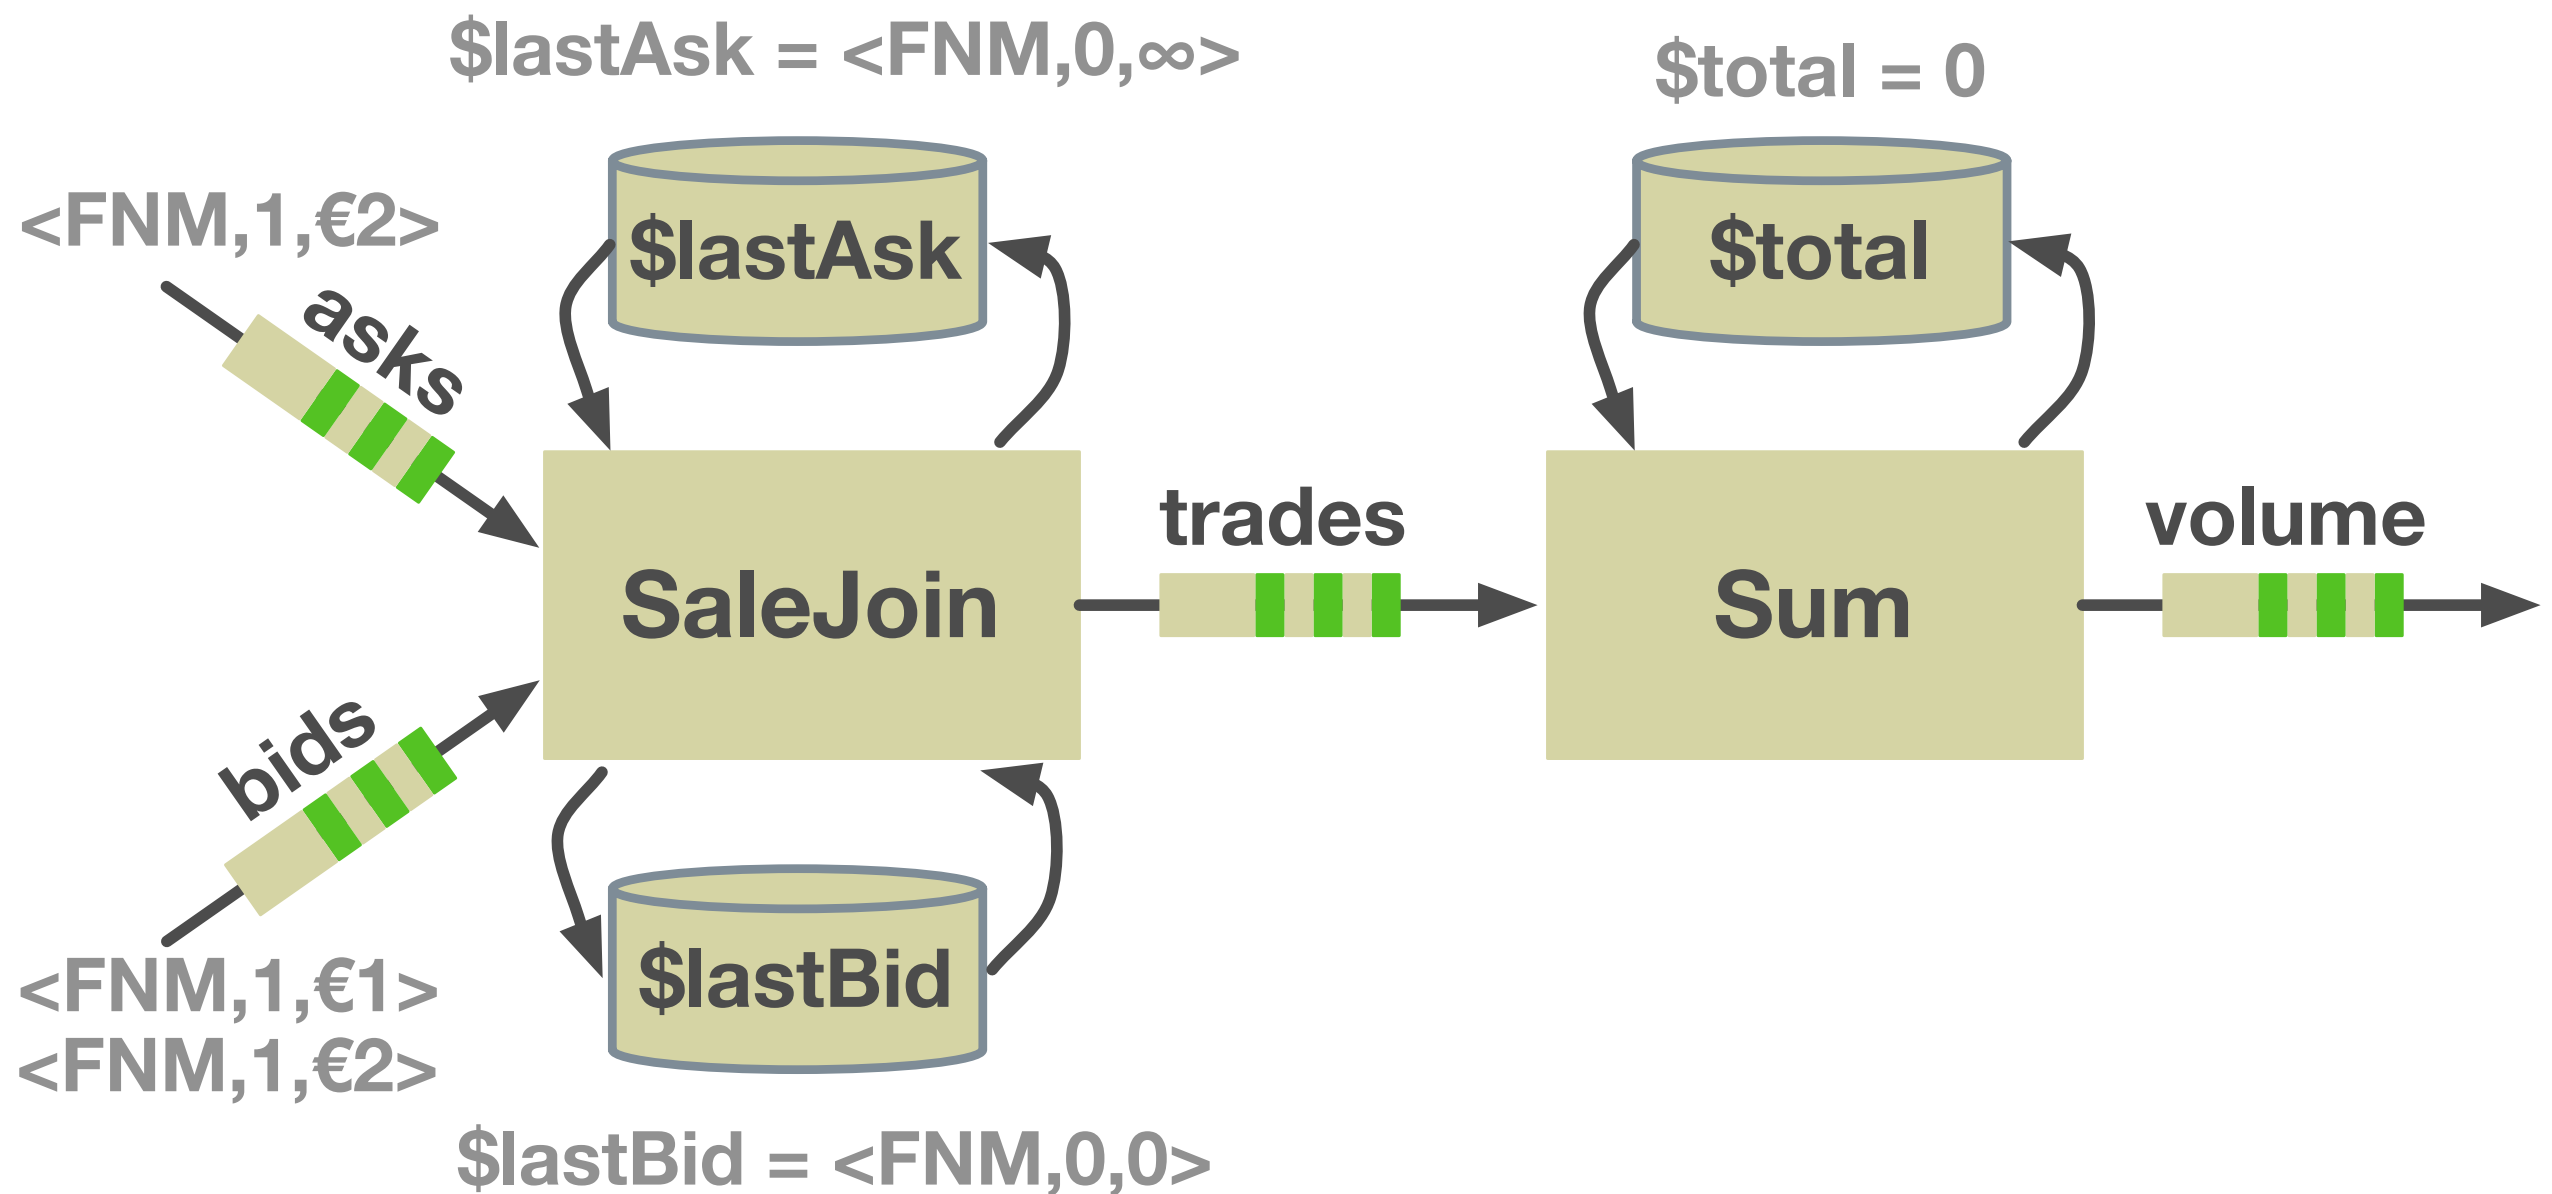 $lastAsk = <FNM,0,∞>
$total = 0
<FNM,1,€2>
$lastAsk
$total
asks
trades
volume
SaleJoin
Sum
bids
<FNM,1,€1>
<FNM,1,€2>
$lastBid
$lastBid = <FNM,0,0>